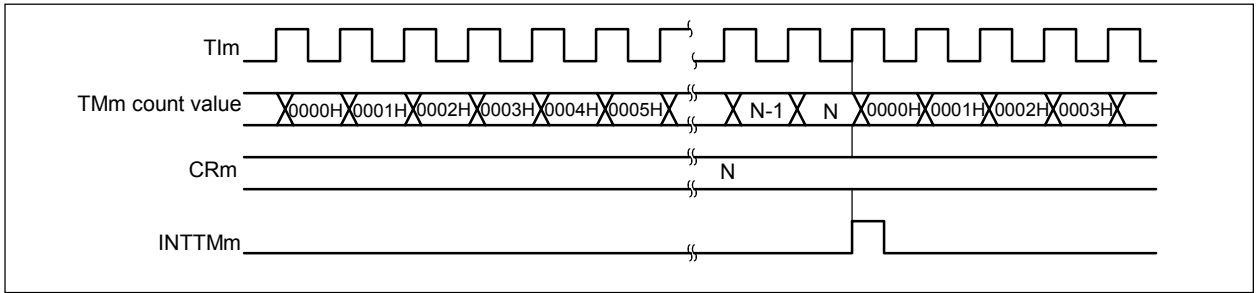 TIm
TMm count value 0000H 0001H 0002H 0003H 0004H 0005H N-1 N 0000H 0001H 0002H 0003H
CRm N
INTTMm